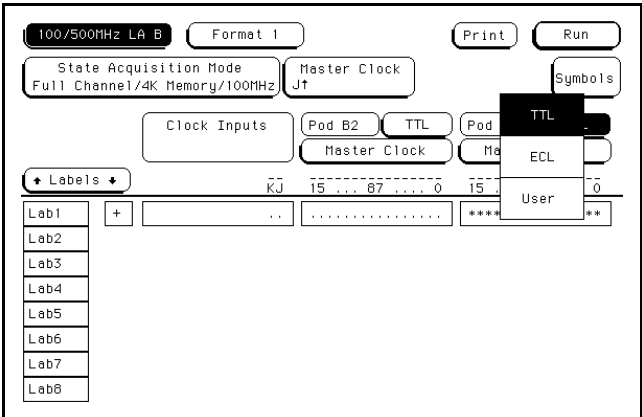 100/500MHz LA B Format 1 Print Run
State Acquisition Mode
Full Channel/4K Memory/100MHz
Master Clock
J↑
Symbols
Clock Inputs
Pod B2 TTL Pod
Master Clock Ma
TTL
ECL
User
↑ Labels ↓
KJ 15 ... 87 .... 0 15 . 0
Lab1 + .. ................ **** **
Lab2
Lab3
Lab4
Lab5
Lab6
Lab7
Lab8